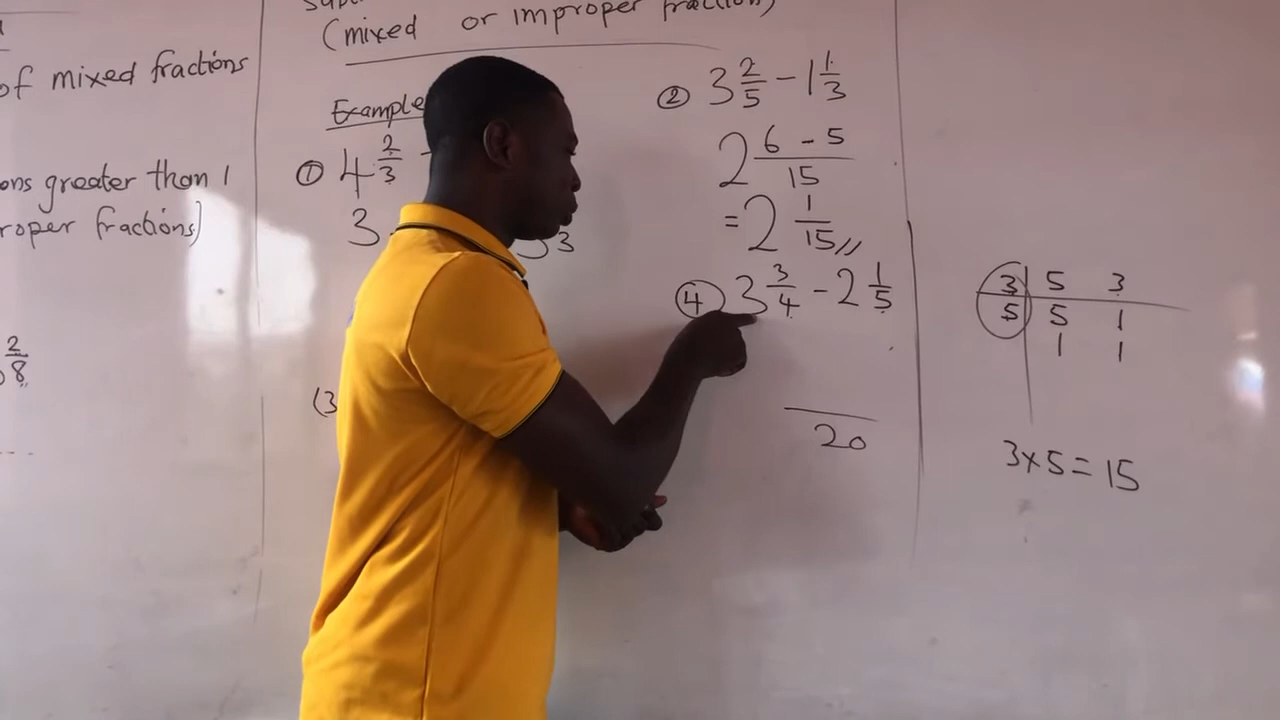 of mixed fractions
greater than 1
fractions)
2/8
(mixed or improper fraction)
Example
① 4 2/3 -
3
3
(3
② 3 2/5 - 1 1/3
2 6 - 5/15
= 2 1/15 //
④ 3 3/4 - 2 1/5
20
3 5 3
5 5 1
1 1
3x5=15